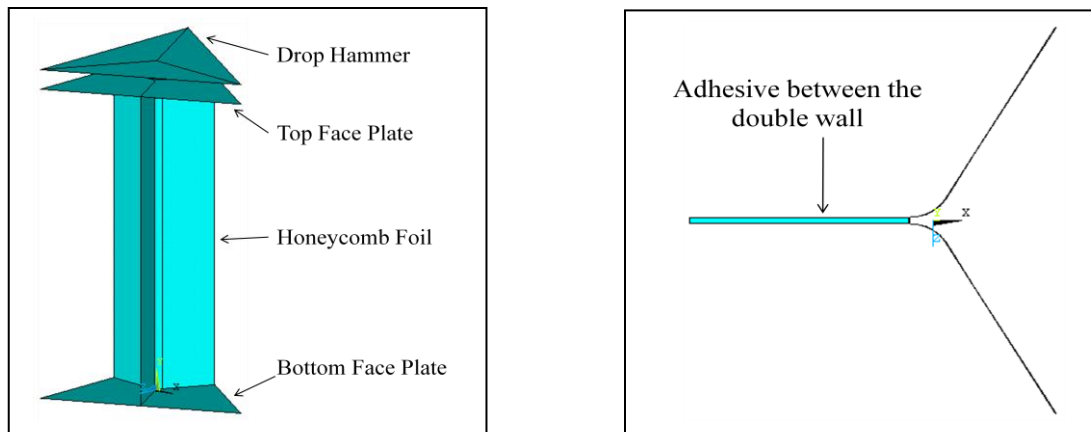 Drop Hammer
Top Face Plate
Honeycomb Foil
Bottom Face Plate
X
Adhesive between the
double wall
X